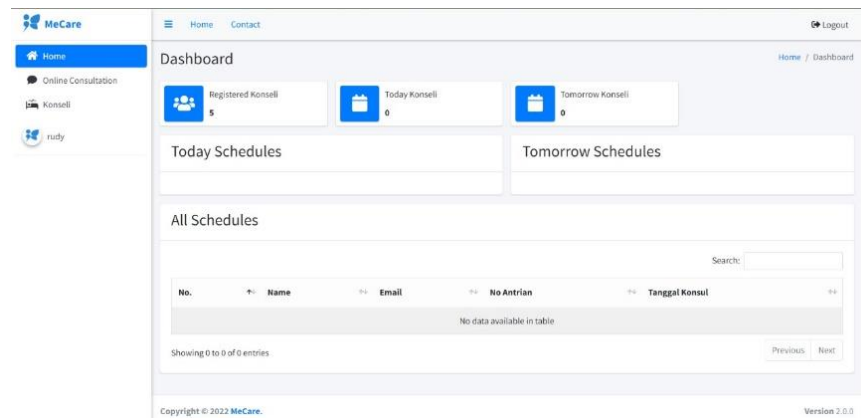 MeCare
Home Contact
Logout
Home
Online Consultation
Konseli
rudy
Dashboard
Home / Dashboard
Registered Konseli
5
Today Konseli
0
Tomorrow Konseli
0
Today Schedules
Tomorrow Schedules
All Schedules
Search:
No. Name Email No Antrian Tanggal Konsul
No data available in table
Showing 0 to 0 of 0 entries
Previous Next
Copyright © 2022 MeCare.
Version 2.0.0